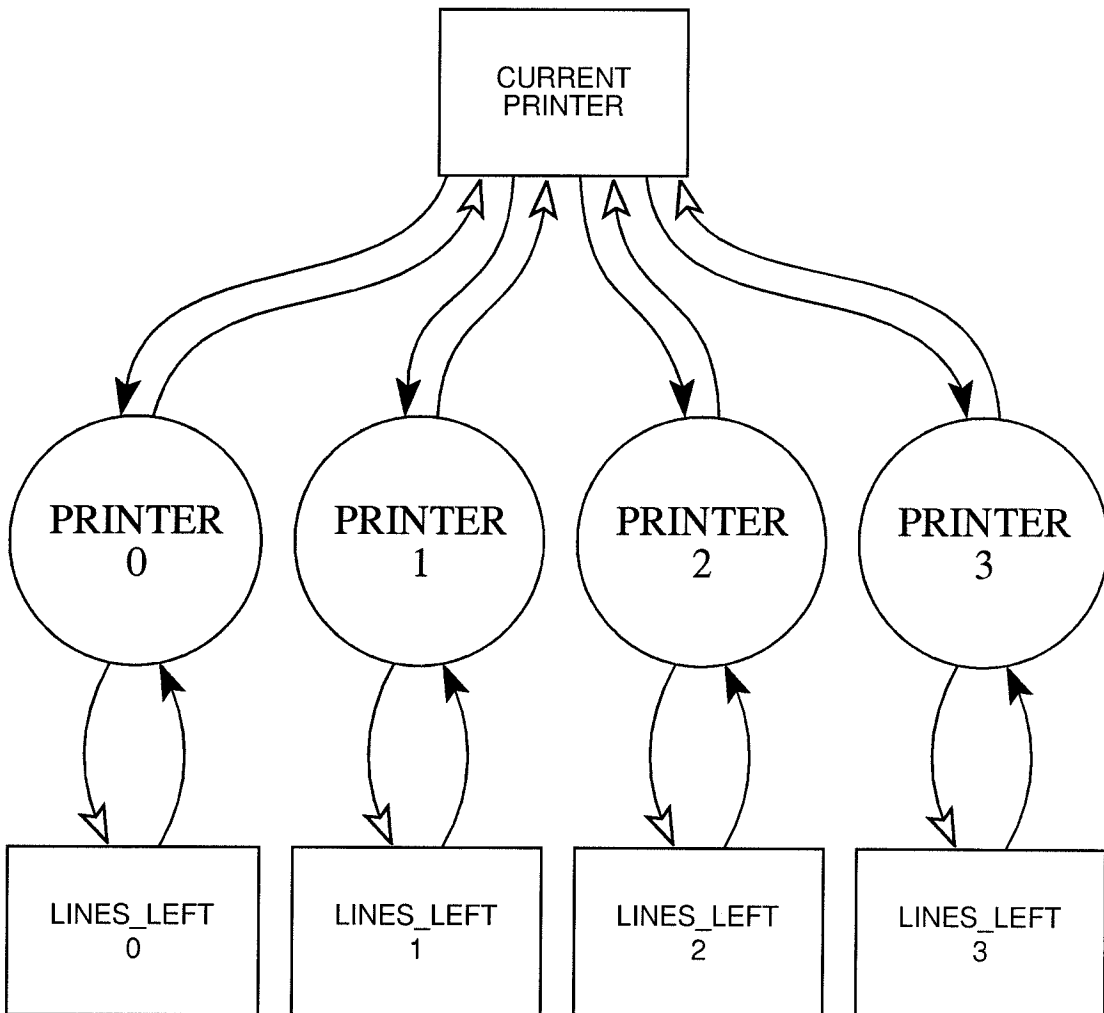 CURRENT
PRINTER
PRINTER
0
PRINTER
1
PRINTER
2
PRINTER
3
LINES_LEFT
0
LINES_LEFT
1
LINES_LEFT
2
LINES_LEFT
3